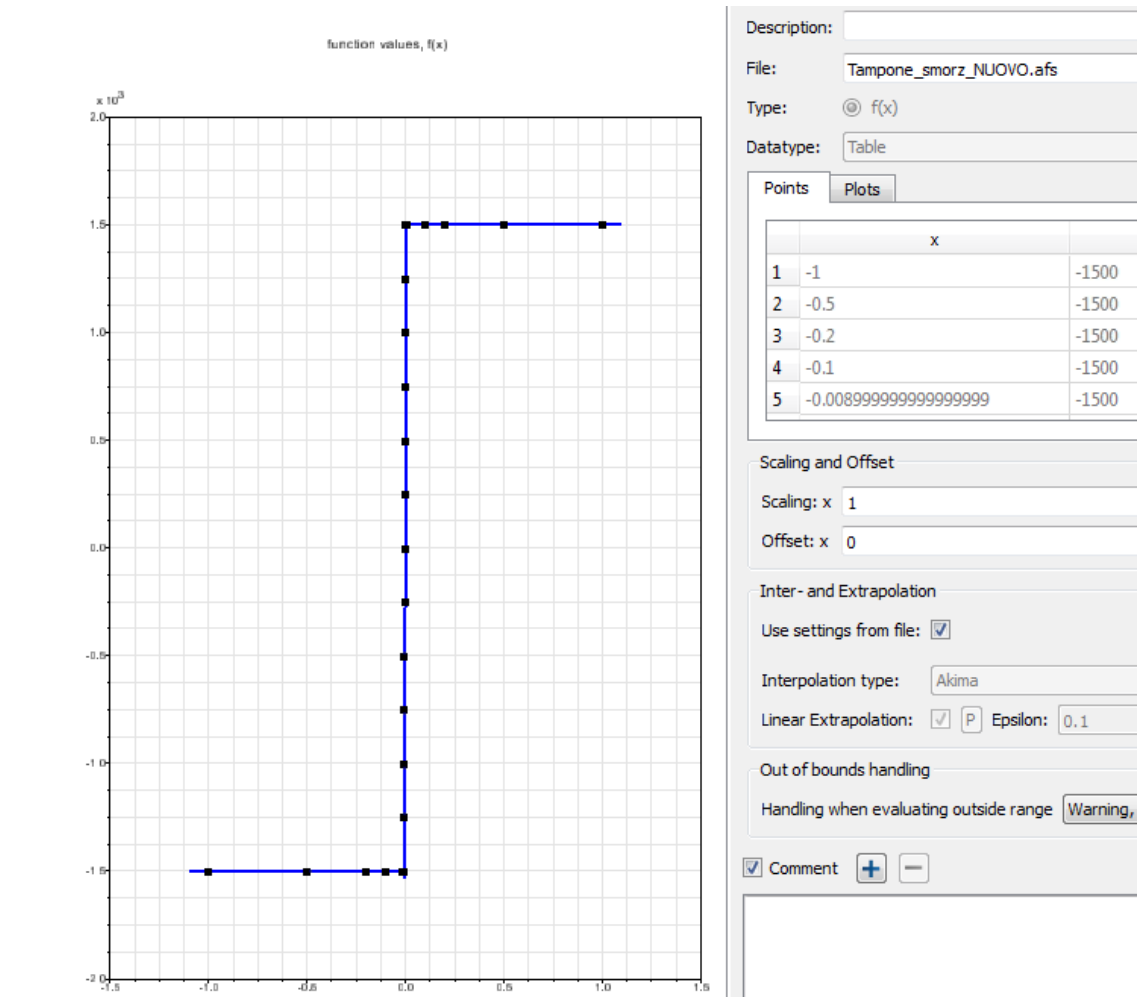 function values, f(x)
x 10^3
2.0
1.5
1.0
0.5
0.0
-0.5
-1 0
-1 5
-2 0
-1.5 -1.0 -0.5 0.0 0.5 1.0 1.5
Description:
File: Tampone_smorz_NUOVO.afs
Type: f(x)
Datatype: Table
Points Plots
x
1 -1 -1500
2 -0.5 -1500
3 -0.2 -1500
4 -0.1 -1500
5 -0.008999999999999999 -1500
Scaling and Offset
Scaling: x 1
Offset: x 0
Inter- and Extrapolation
Use settings from file:
Interpolation type: Akima
Linear Extrapolation: P Epsilon: 0.1
Out of bounds handling
Handling when evaluating outside range Warning,
Comment